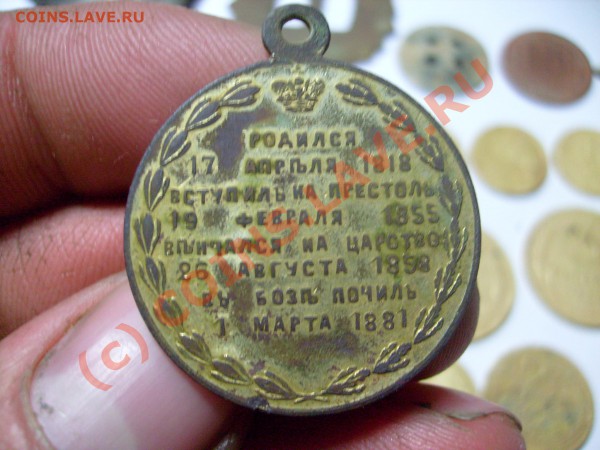 COINS.LAVE.RU
РОДИЛСЯ
17 АПРѢЛЯ 1818
ВСТУПИЛЪ НА ПРЕСТОЛЪ
19 ФЕВРАЛЯ 1855
ВѢНЧАЛСЯ НА ЦАРСТВО
26 АВГУСТА 1856
ВЪ БОЗѢ ПОЧИЛЪ
1 МАРТА 1881
(c) COINS.LAVE.RU